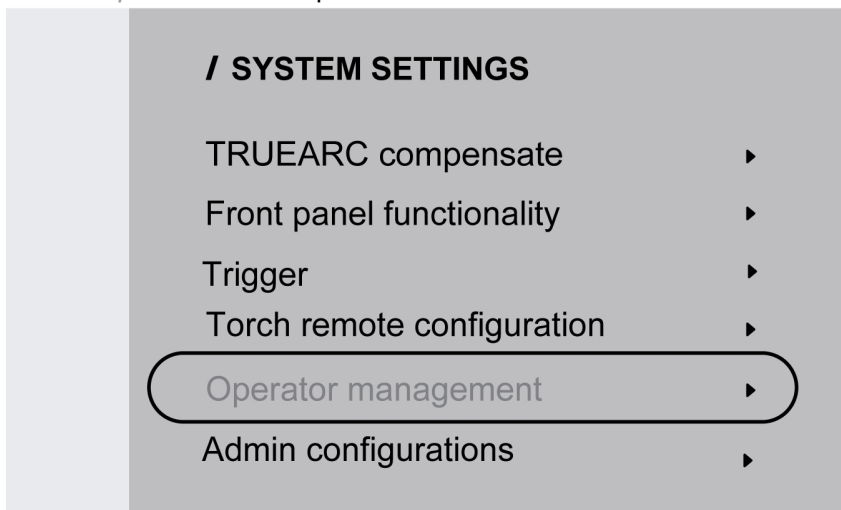 / SYSTEM SETTINGS
TRUEARC compensate
Front panel functionality
Trigger
Torch remote configuration
Operator management
Admin configurations